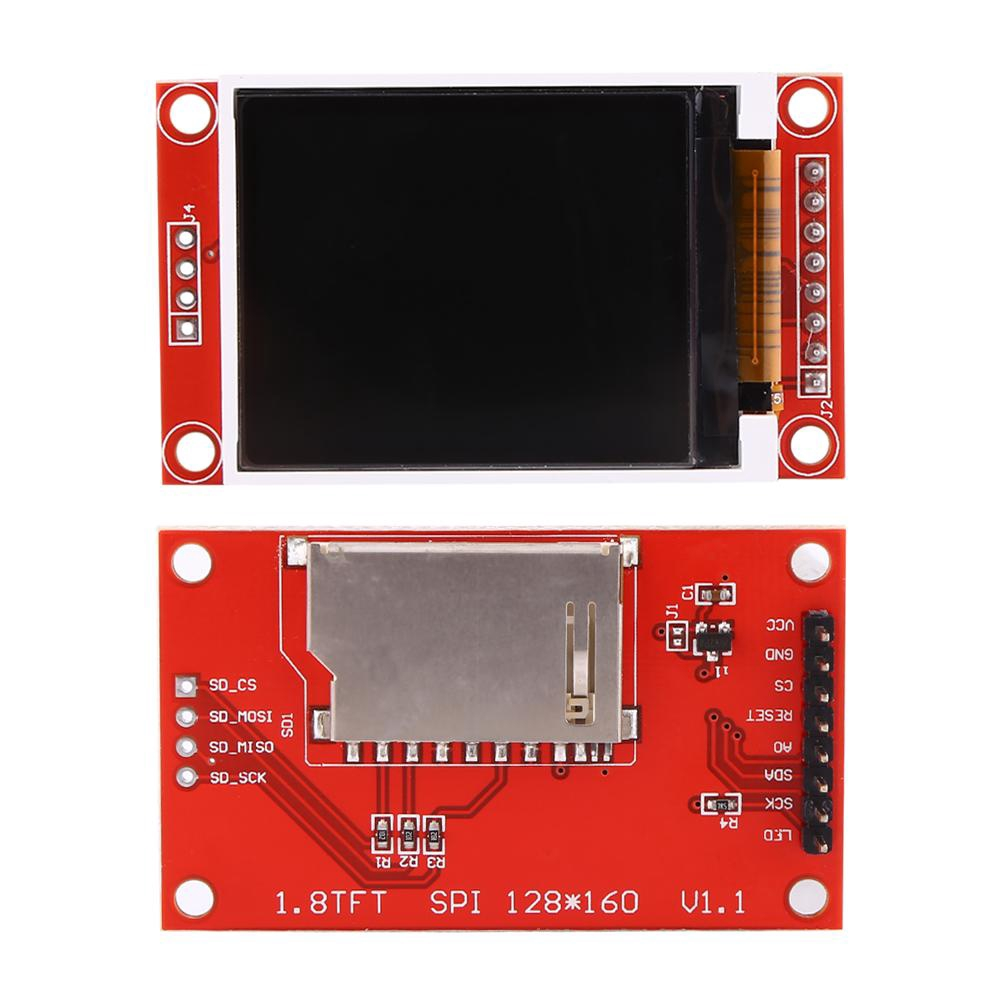 J4
5
J2
C1
J1
VCC
GND
CS
RESET
A0
SDA
SCK
LED
SD_CS
SD_MOSI
SD_MISO
SD_SCK
SD1
R4
R1 R2 R3
1.8TFT SPI 128*160 V1.1